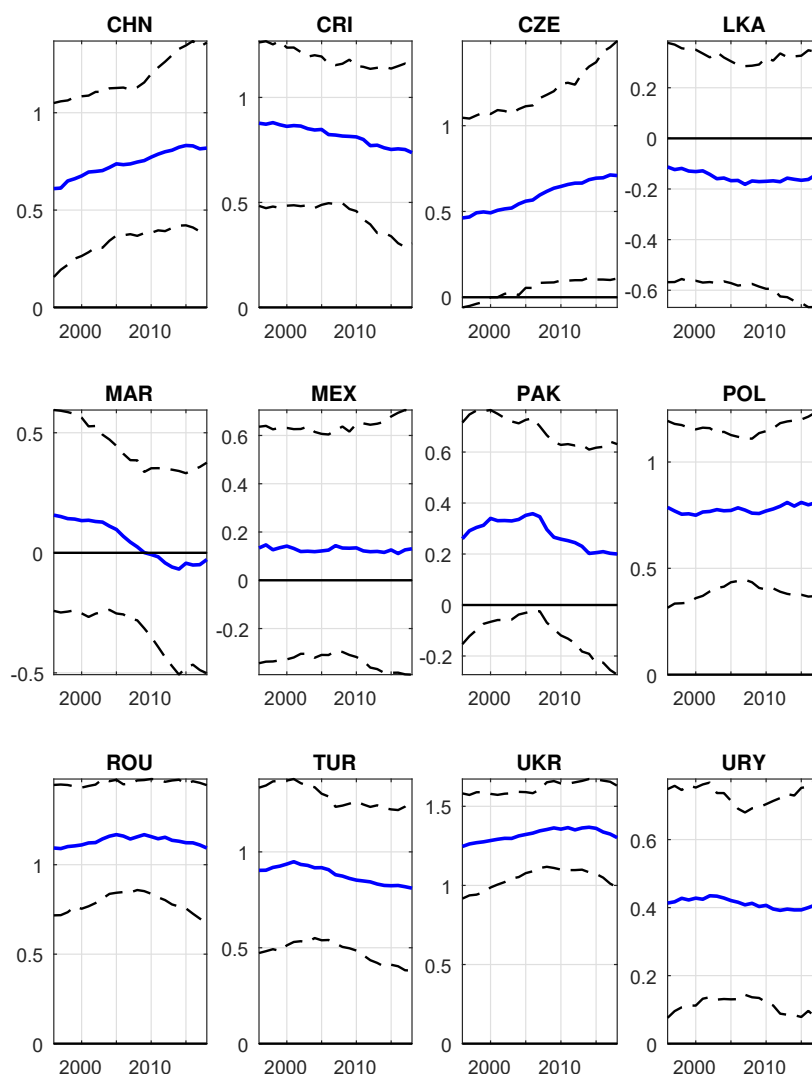 CHN CRI CZE LKA
1 1 1 0.2
0
0.5 0.5 0.5 -0.2
-0.4
0 0 0 -0.6
2000 2010 2000 2010 2000 2010 2000 2010
MAR MEX PAK POL
0.5 0.6 0.6 1
0.4 0.4
0 0.2 0.2 0.5
0 0
-0.5 -0.2 -0.2 0
2000 2010 2000 2010 2000 2010 2000 2010
ROU TUR UKR URY
1.5 0.6
1 1 1 0.4
0.5 0.5 0.5 0.2
0 0 0 0
2000 2010 2000 2010 2000 2010 2000 2010